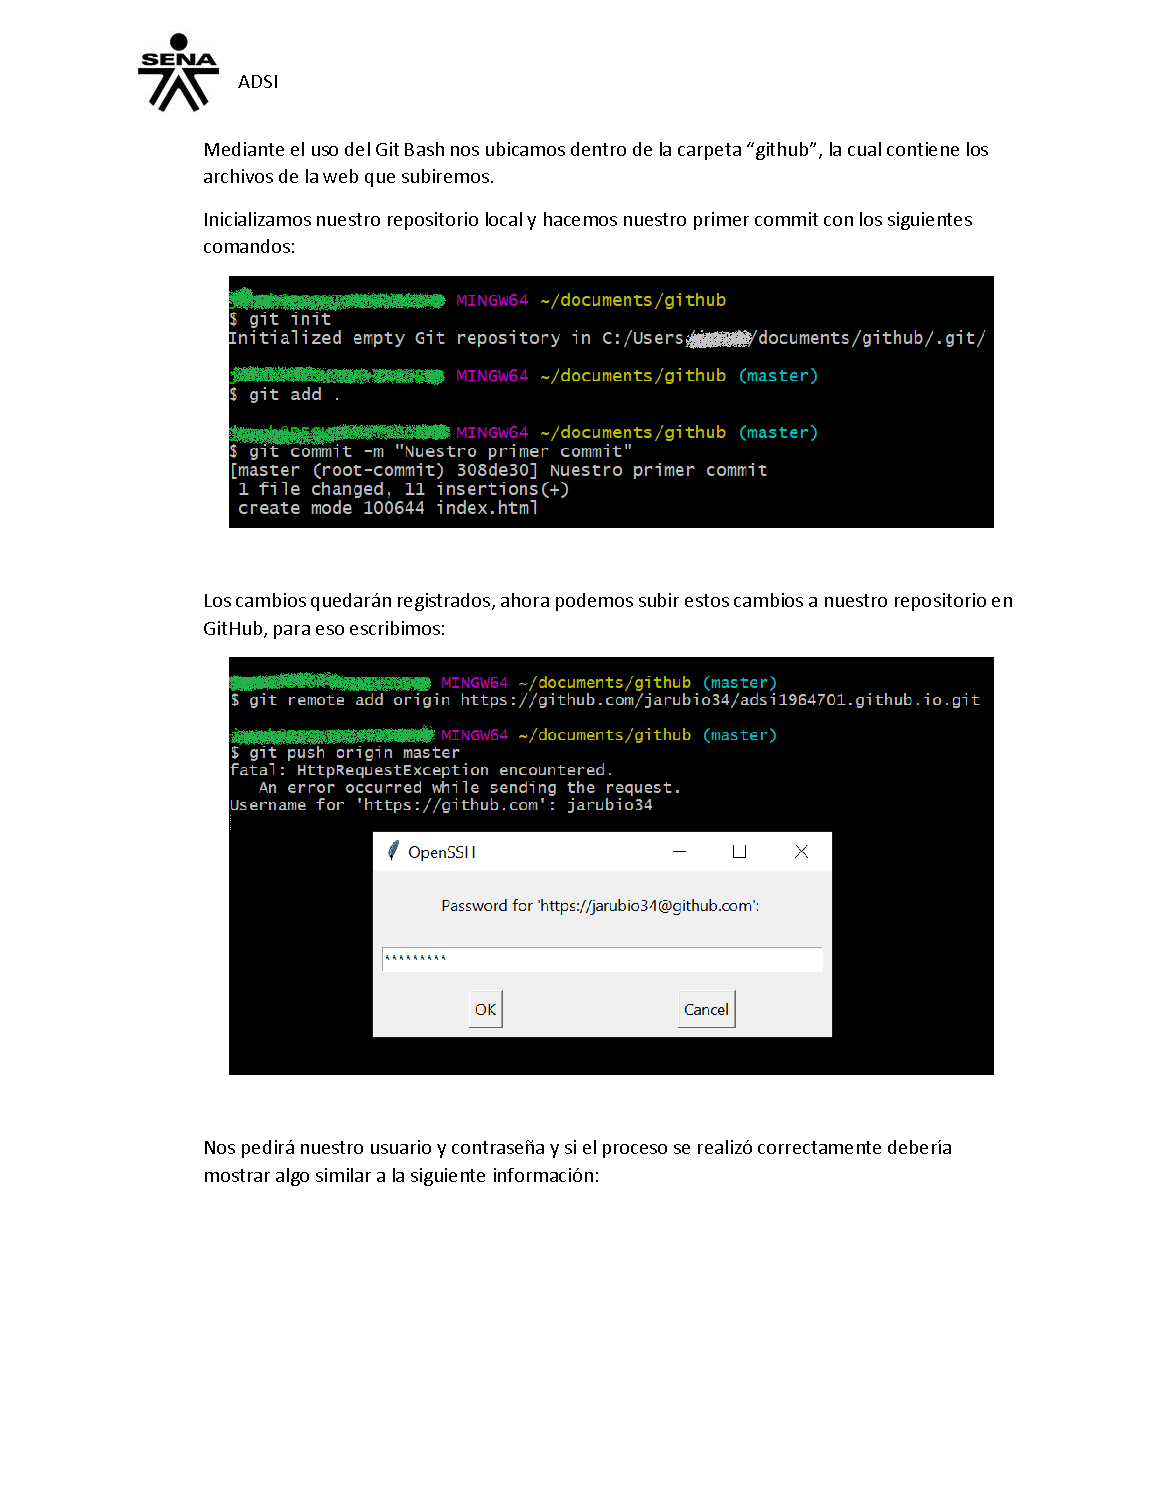 SENA
ADSI
Mediante el uso del Git Bash nos ubicamos dentro de la carpeta “github”, la cual contiene los
archivos de la web que subiremos.
Inicializamos nuestro repositorio local y hacemos nuestro primer commit con los siguientes
comandos:
MINGW64 ~/documents/github
$ git init
Initialized empty Git repository in C:/Users/ /documents/github/.git/
MINGW64 ~/documents/github (master)
$ git add .
MINGW64 ~/documents/github (master)
$ git commit -m "Nuestro primer commit"
[master (root-commit) 308de30] Nuestro primer commit
1 file changed, 11 insertions(+)
create mode 100644 index.html
Los cambios quedarán registrados, ahora podemos subir estos cambios a nuestro repositorio en
GitHub, para eso escribimos:
MINGW64 ~/documents/github (master)
$ git remote add origin https://github.com/jarubio34/adsi1964701.github.io.git
MINGW64 ~/documents/github (master)
$ git push origin master
fatal: HttpRequestException encountered.
An error occurred while sending the request.
Username for 'https://github.com': jarubio34
OpenSSH
Password for 'https://jarubio34@github.com':
*********
OK
Cancel
Nos pedirá nuestro usuario y contraseña y si el proceso se realizó correctamente debería
mostrar algo similar a la siguiente información: